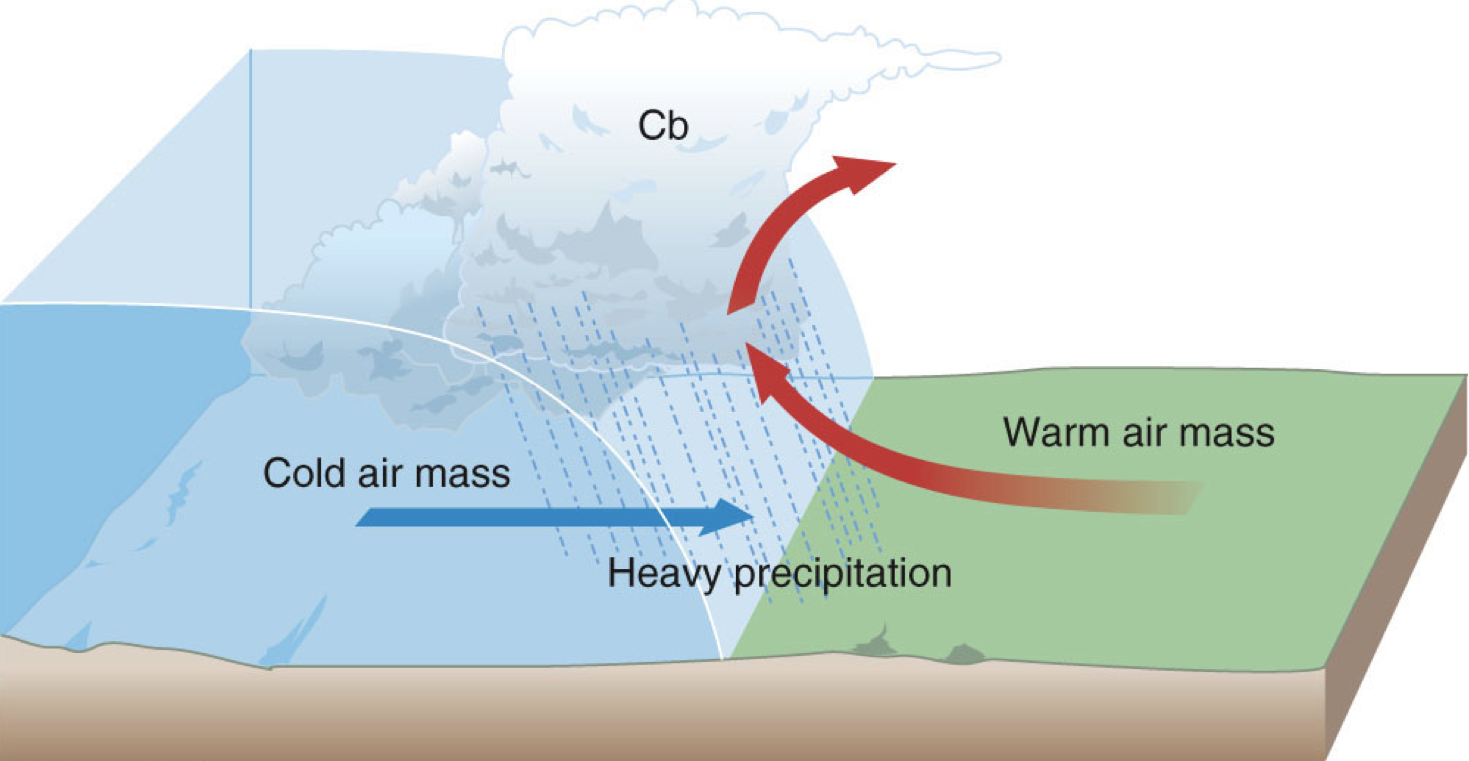 Cb
Warm air mass
Cold air mass
Heavy precipitation